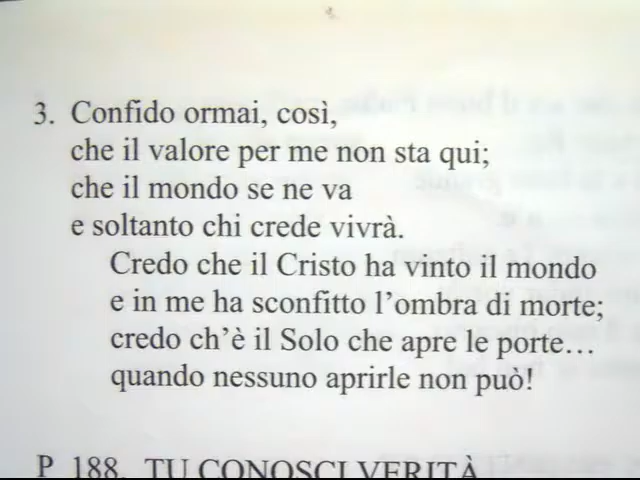 3. Confido ormai, così,
che il valore per me non sta qui;
che il mondo se ne va
e soltanto chi crede vivrà.
Credo che il Cristo ha vinto il mondo
e in me ha sconfitto l'ombra di morte;
credo ch'è il Solo che apre le porte…
quando nessuno aprirle non può!
P 188. TU CONOSCI VERITÀ